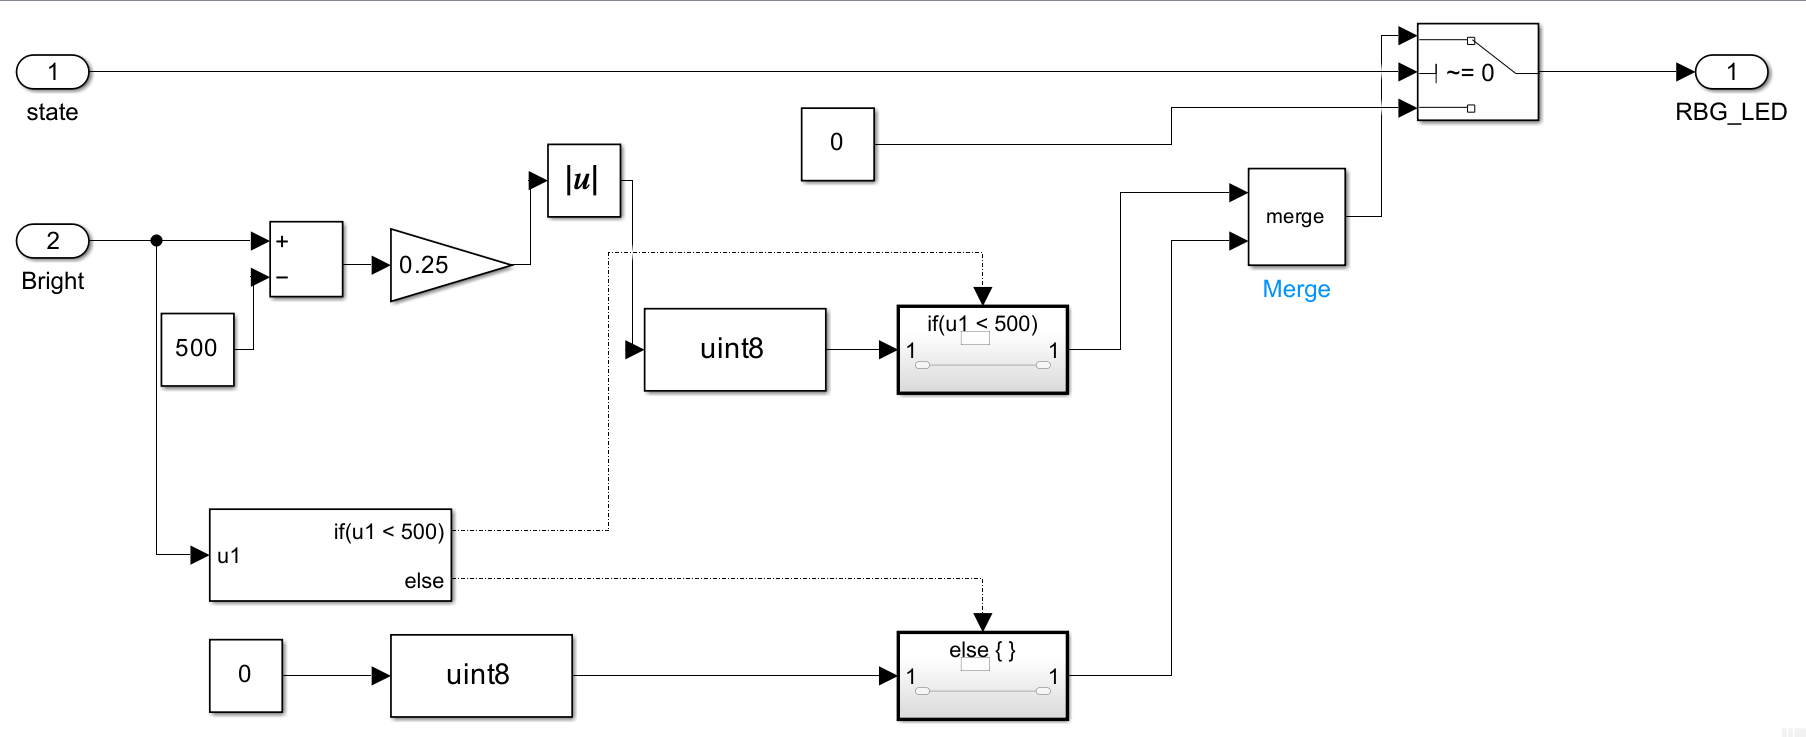 1
state
~= 0
1
RBG_LED
0
|u|
2
Bright
+
−
0.25
500
merge
Merge
uint8
if(u1 < 500)
1
1
u1
if(u1 < 500)
else
0
uint8
else { }
1
1